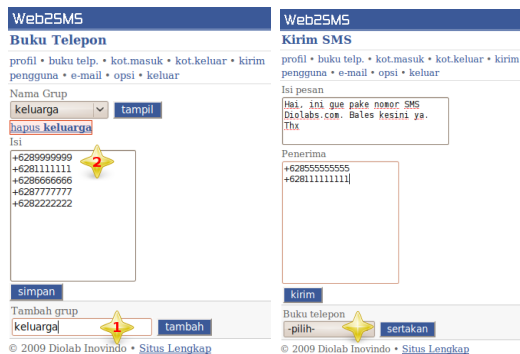 Web2SMS
Buku Telepon
profil • buku telp. • kot.masuk • kot.keluar • kirim
pengguna • e-mail • opsi • keluar
Nama Grup
keluarga
tampil
hapus keluarga
Isi
+6289999999
+6281111111
+6286666666
+6287777777
+6282222222
2
simpan
Tambah grup
keluarga
1
tambah
© 2009 Diolab Inovindo • Situs Lengkap
Web2SMS
Kirim SMS
profil • buku telp. • kot.masuk • kot.keluar • kirim
pengguna • e-mail • opsi • keluar
Isi pesan
Hai, ini gue pake nomor SMS
Diolabs.com. Bales kesini ya.
Thx
Penerima
+628555555555
+628111111111
kirim
Buku telepon
-pilih-
sertakan
© 2009 Diolab Inovindo • Situs Lengkap